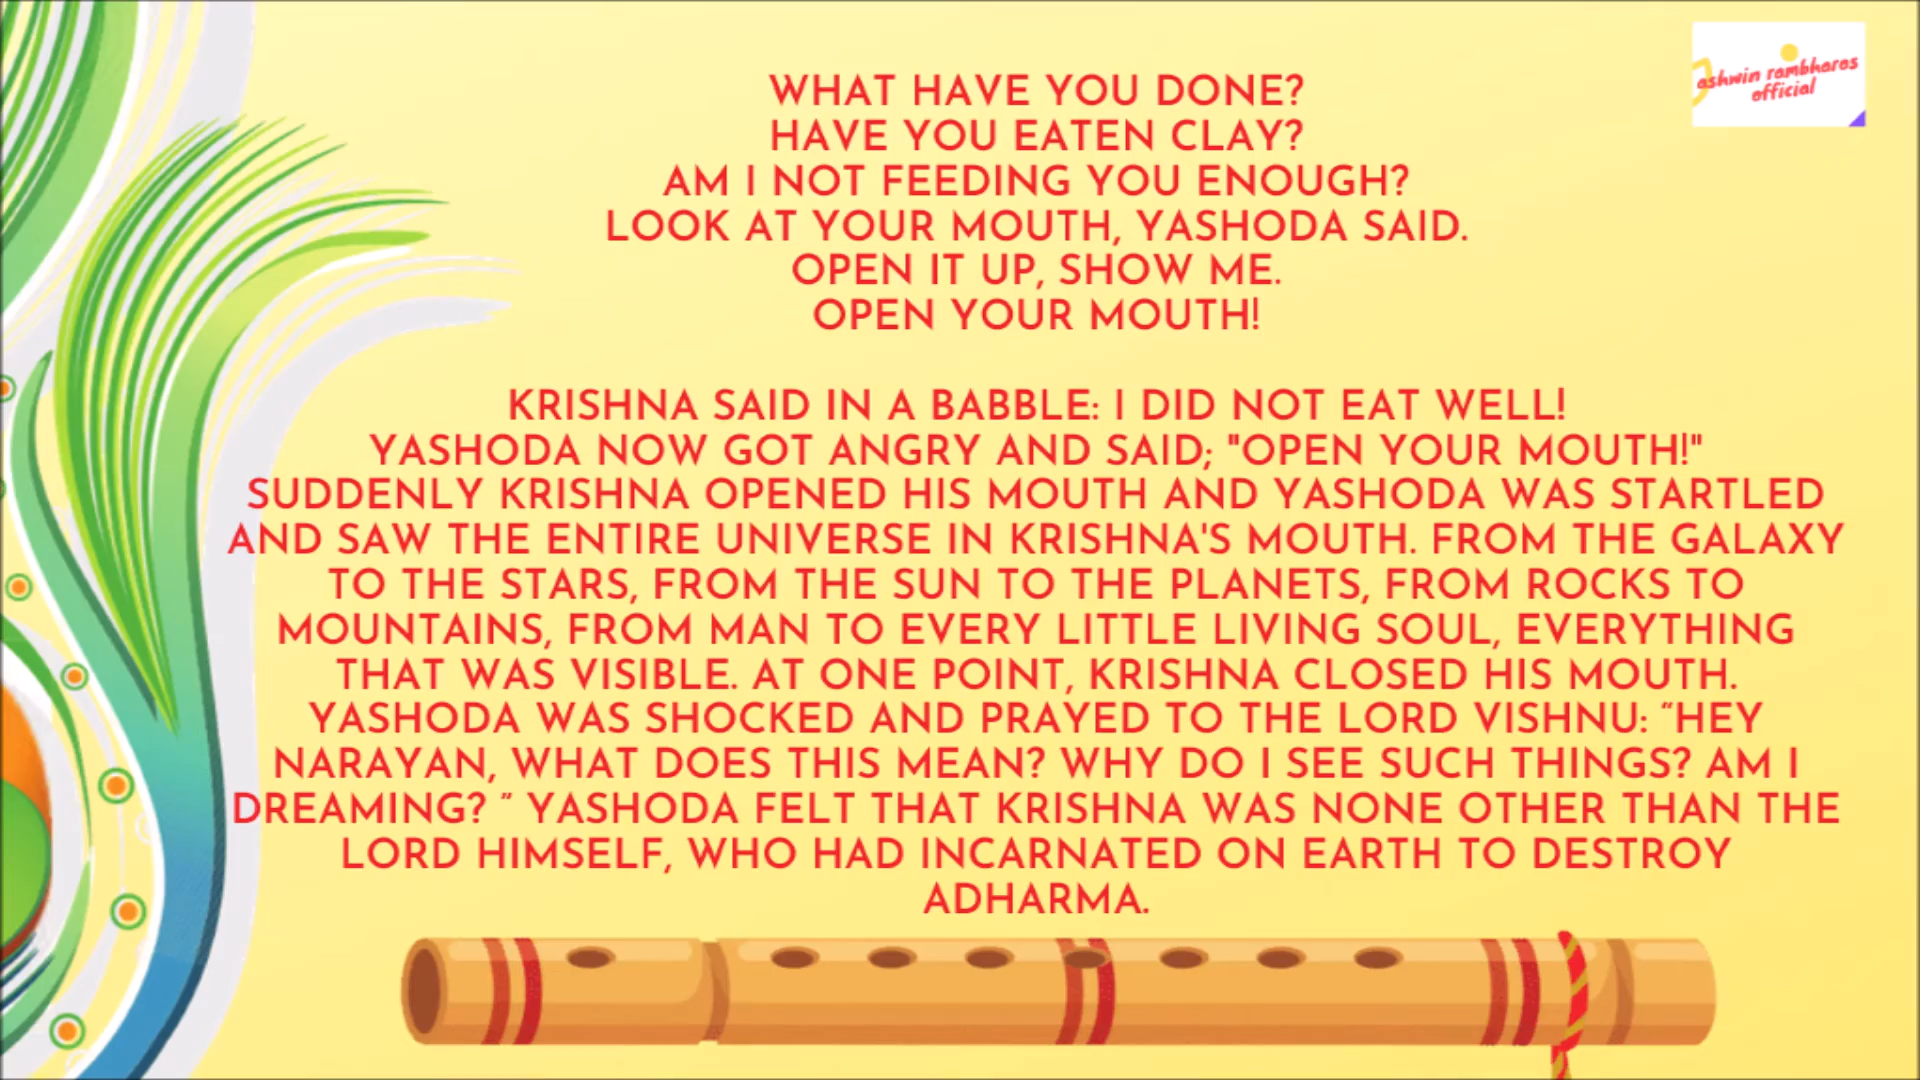 ashwin rambharos
official
WHAT HAVE YOU DONE?
HAVE YOU EATEN CLAY?
AM I NOT FEEDING YOU ENOUGH?
LOOK AT YOUR MOUTH, YASHODA SAID.
OPEN IT UP, SHOW ME.
OPEN YOUR MOUTH!
KRISHNA SAID IN A BABBLE: I DID NOT EAT WELL!
YASHODA NOW GOT ANGRY AND SAID; "OPEN YOUR MOUTH!"
SUDDENLY KRISHNA OPENED HIS MOUTH AND YASHODA WAS STARTLED
AND SAW THE ENTIRE UNIVERSE IN KRISHNA'S MOUTH. FROM THE GALAXY
TO THE STARS, FROM THE SUN TO THE PLANETS, FROM ROCKS TO
MOUNTAINS, FROM MAN TO EVERY LITTLE LIVING SOUL, EVERYTHING
THAT WAS VISIBLE. AT ONE POINT, KRISHNA CLOSED HIS MOUTH.
YASHODA WAS SHOCKED AND PRAYED TO THE LORD VISHNU: “HEY
NARAYAN, WHAT DOES THIS MEAN? WHY DO I SEE SUCH THINGS? AM I
DREAMING? ” YASHODA FELT THAT KRISHNA WAS NONE OTHER THAN THE
LORD HIMSELF, WHO HAD INCARNATED ON EARTH TO DESTROY
ADHARMA.